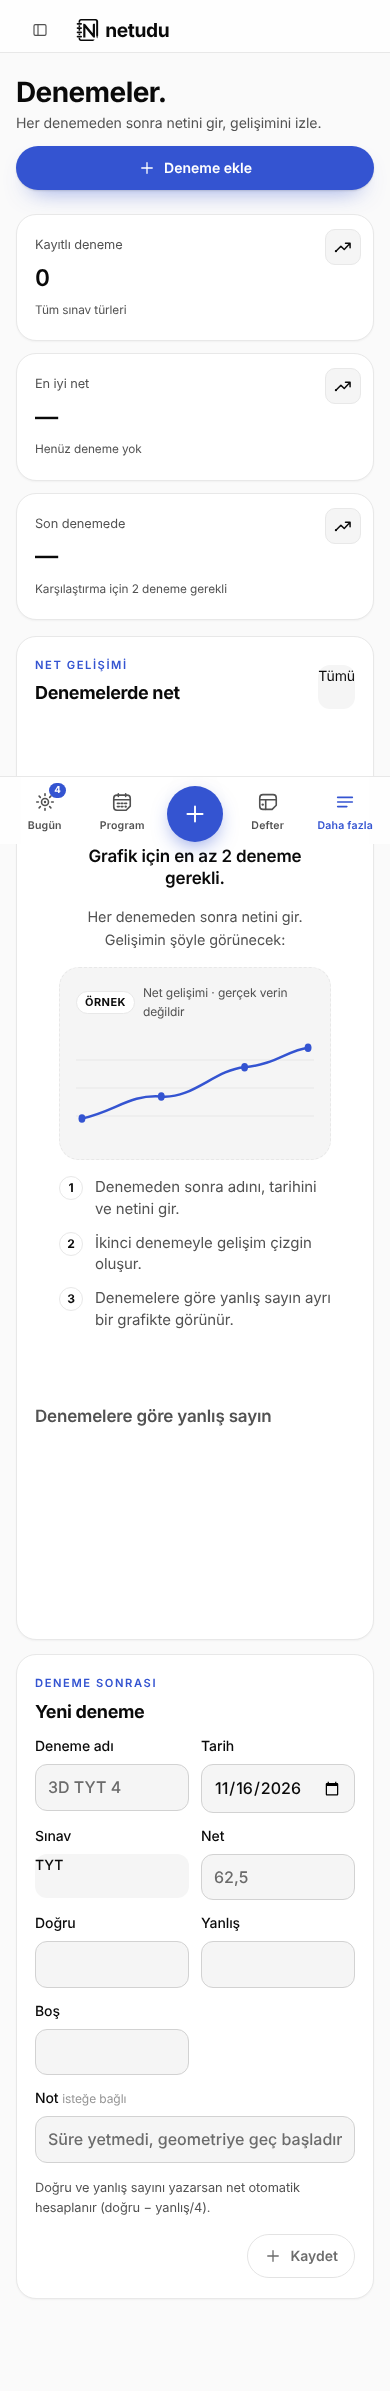 netudu
Denemeler.
Her denemeden sonra netini gir, gelişimini izle.
Deneme ekle
Kayıtlı deneme
0
Tüm sınav türleri
En iyi net
—
Henüz deneme yok
Son denemede
—
Karşılaştırma için 2 deneme gerekli
NET GELİŞİMİ
Denemelerde net
Tümü
4
Bugün
Program
Defter
Daha fazla
Grafik için en az 2 deneme
gerekli.
Her denemeden sonra netini gir.
Gelişimin şöyle görünecek:
ÖRNEK
Net gelişimi · gerçek verin
değildir
1 Denemeden sonra adını, tarihini
ve netini gir.
2 İkinci denemeyle gelişim çizgin
oluşur.
3 Denemelere göre yanlış sayın ayrı
bir grafikte görünür.
Denemelere göre yanlış sayın
DENEME SONRASI
Yeni deneme
Deneme adı
Tarih
3D TYT 4
11/16/2026
Sınav
Net
TYT
62,5
Doğru
Yanlış
Boş
Not isteğe bağlı
Süre yetmedi, geometriye geç başladır
Doğru ve yanlış sayını yazarsan net otomatik
hesaplanır (doğru − yanlış/4).
Kaydet